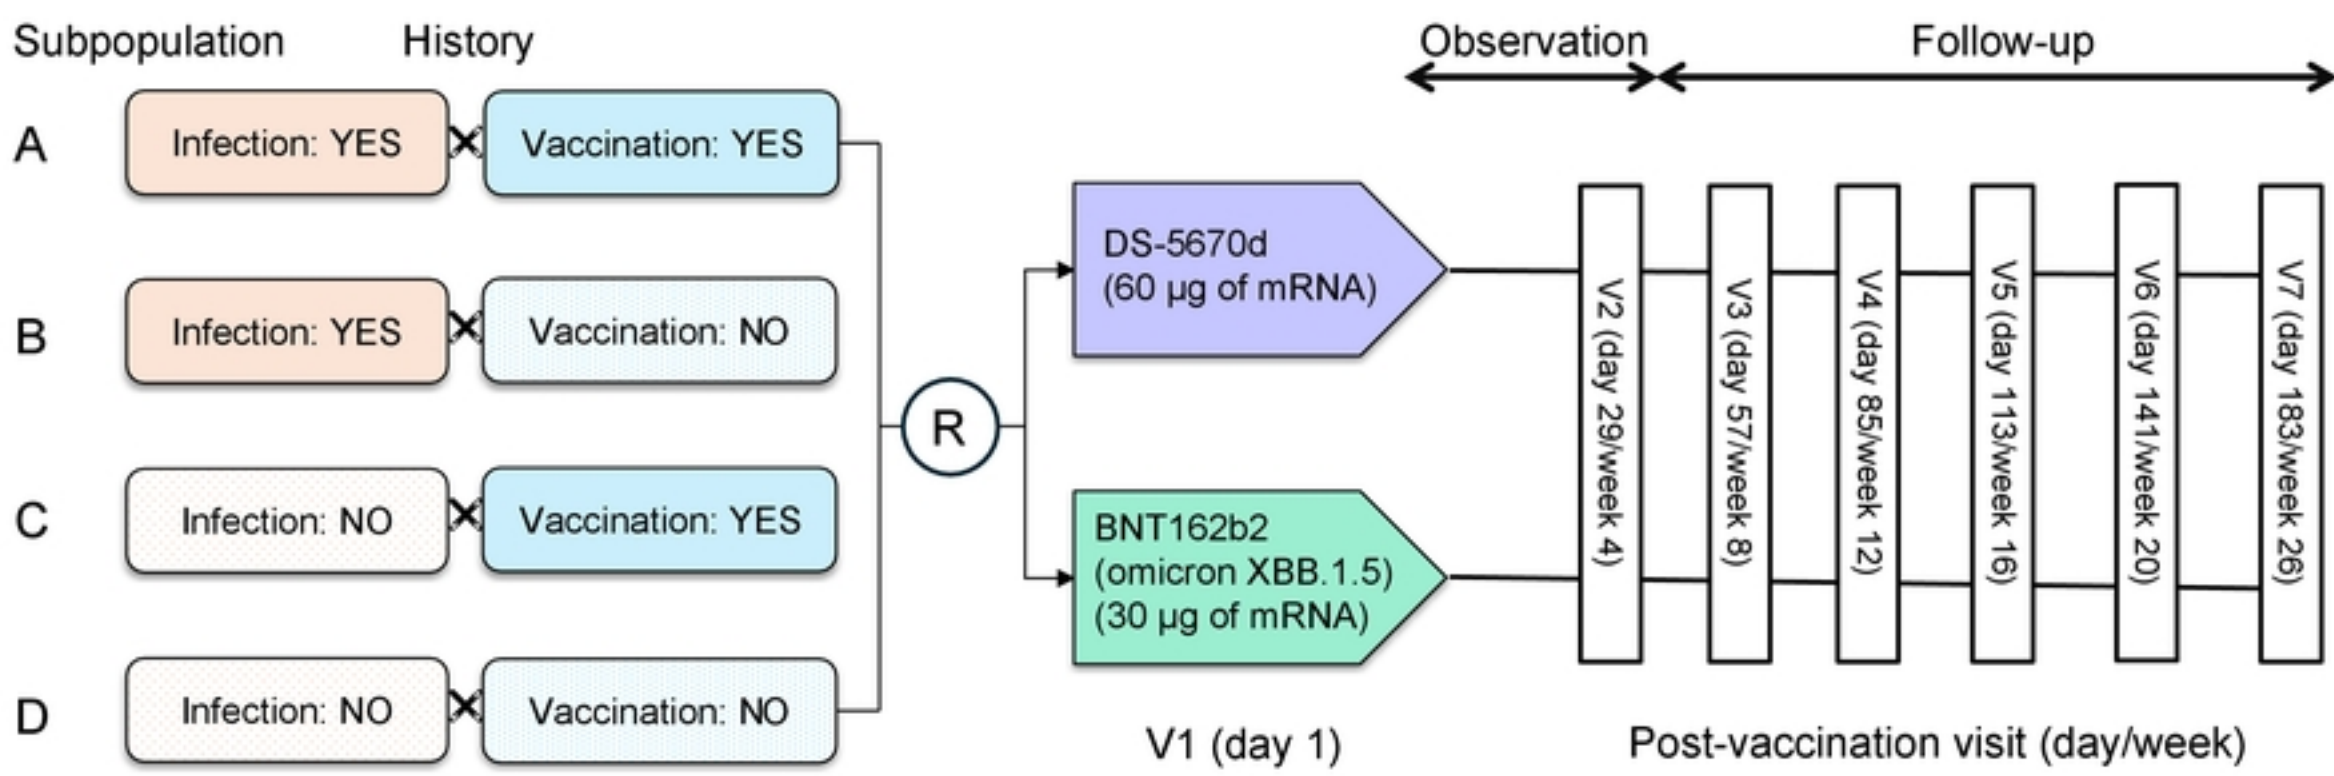 Subpopulation
History
Observation
Follow-up
A
Infection: YES
Vaccination: YES
B
Infection: YES
Vaccination: NO
C
Infection: NO
Vaccination: YES
D
Infection: NO
Vaccination: NO
R
DS-5670d
(60 µg of mRNA)
BNT162b2
(omicron XBB.1.5)
(30 µg of mRNA)
V1 (day 1)
V2 (day 29/week 4)
V3 (day 57/week 8)
V4 (day 85/week 12)
V5 (day 113/week 16)
V6 (day 141/week 20)
V7 (day 183/week 26)
Post-vaccination visit (day/week)